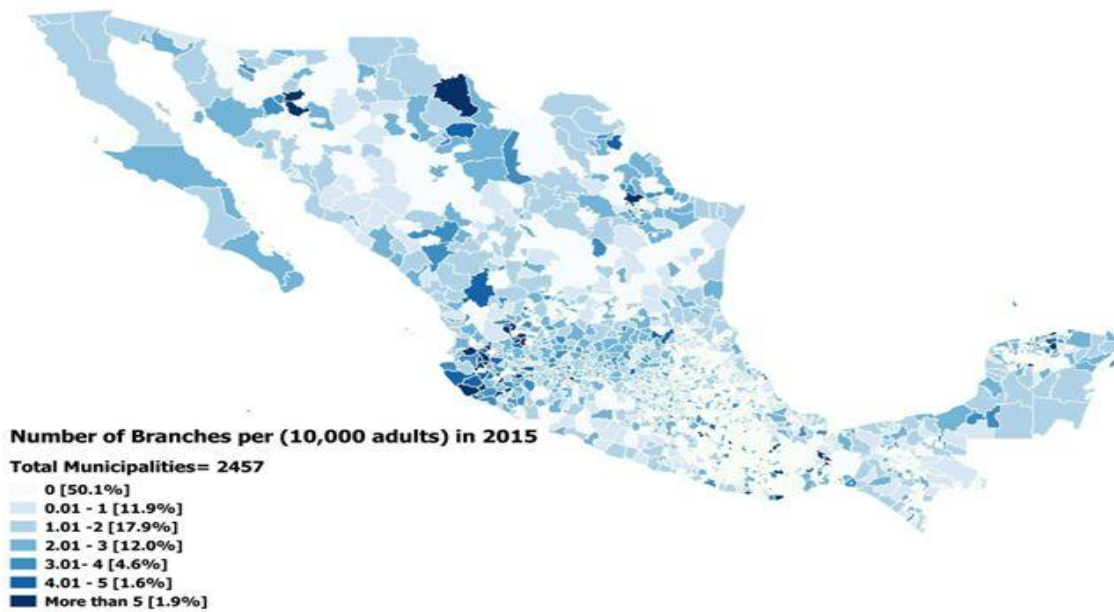 Number of Branches per (10,000 adults) in 2015
Total Municipalities= 2457
0 [50.1%]
0.01 - 1 [11.9%]
1.01 -2 [17.9%]
2.01 - 3 [12.0%]
3.01- 4 [4.6%]
4.01 - 5 [1.6%]
More than 5 [1.9%]